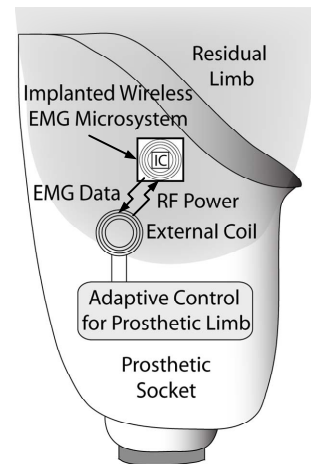 Residual
Limb
Implanted Wireless
EMG Microsystem
IC
EMG Data
RF Power
External Coil
Adaptive Control
for Prosthetic Limb
Prosthetic
Socket